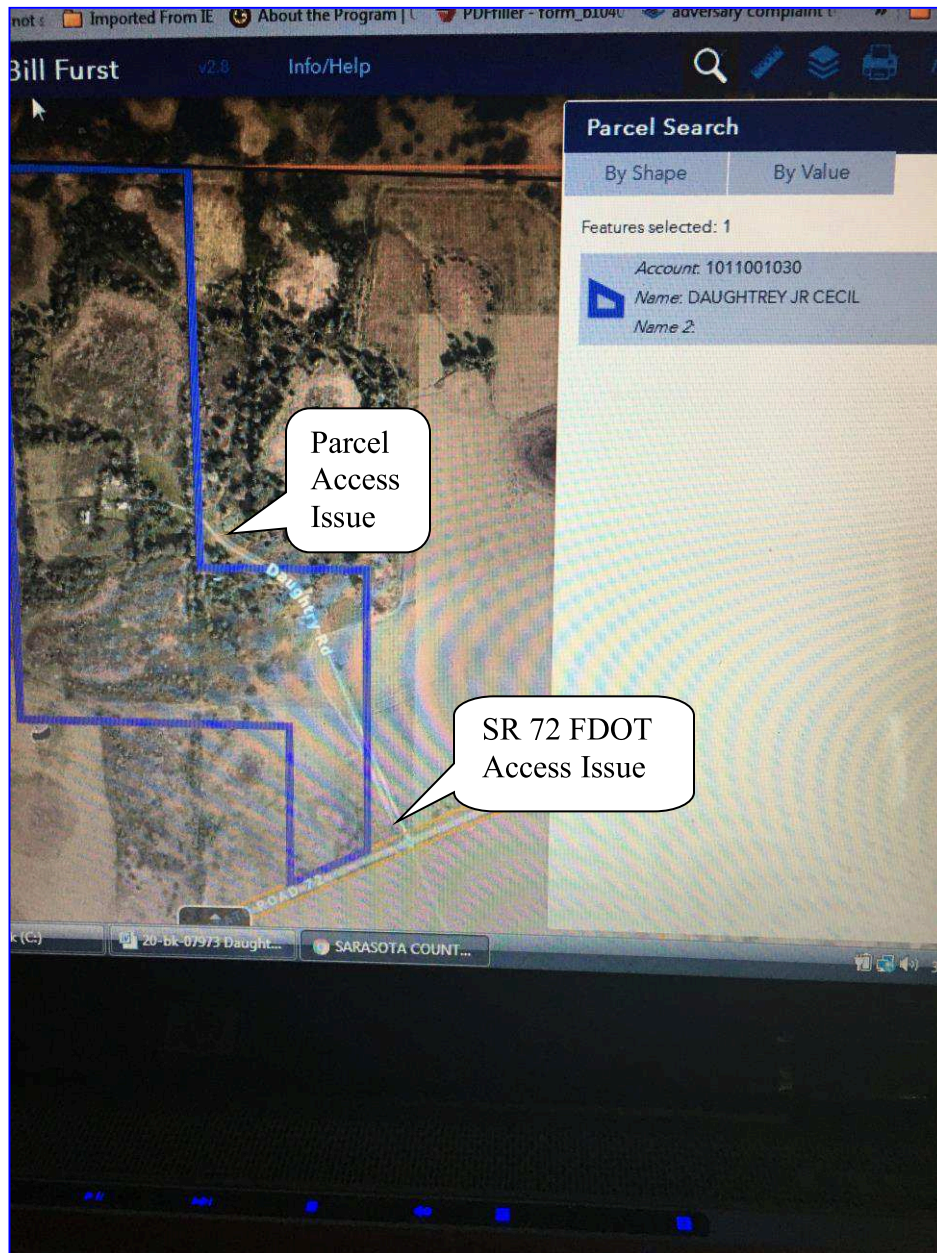 not s Imported From IE About the Program | PDFfiller - form_b104 adversary complaint
Bill Furst v2.8 Info/Help
Parcel Search
By Shape By Value
Features selected: 1
Account: 1011001030
Name: DAUGHTREY JR CECIL
Name 2:
Parcel
Access
Issue
Daughtry Rd
SR 72 FDOT
Access Issue
ROAD-72
k (C:) 20-bk-07973 Daught... SARASOTA COUNT...